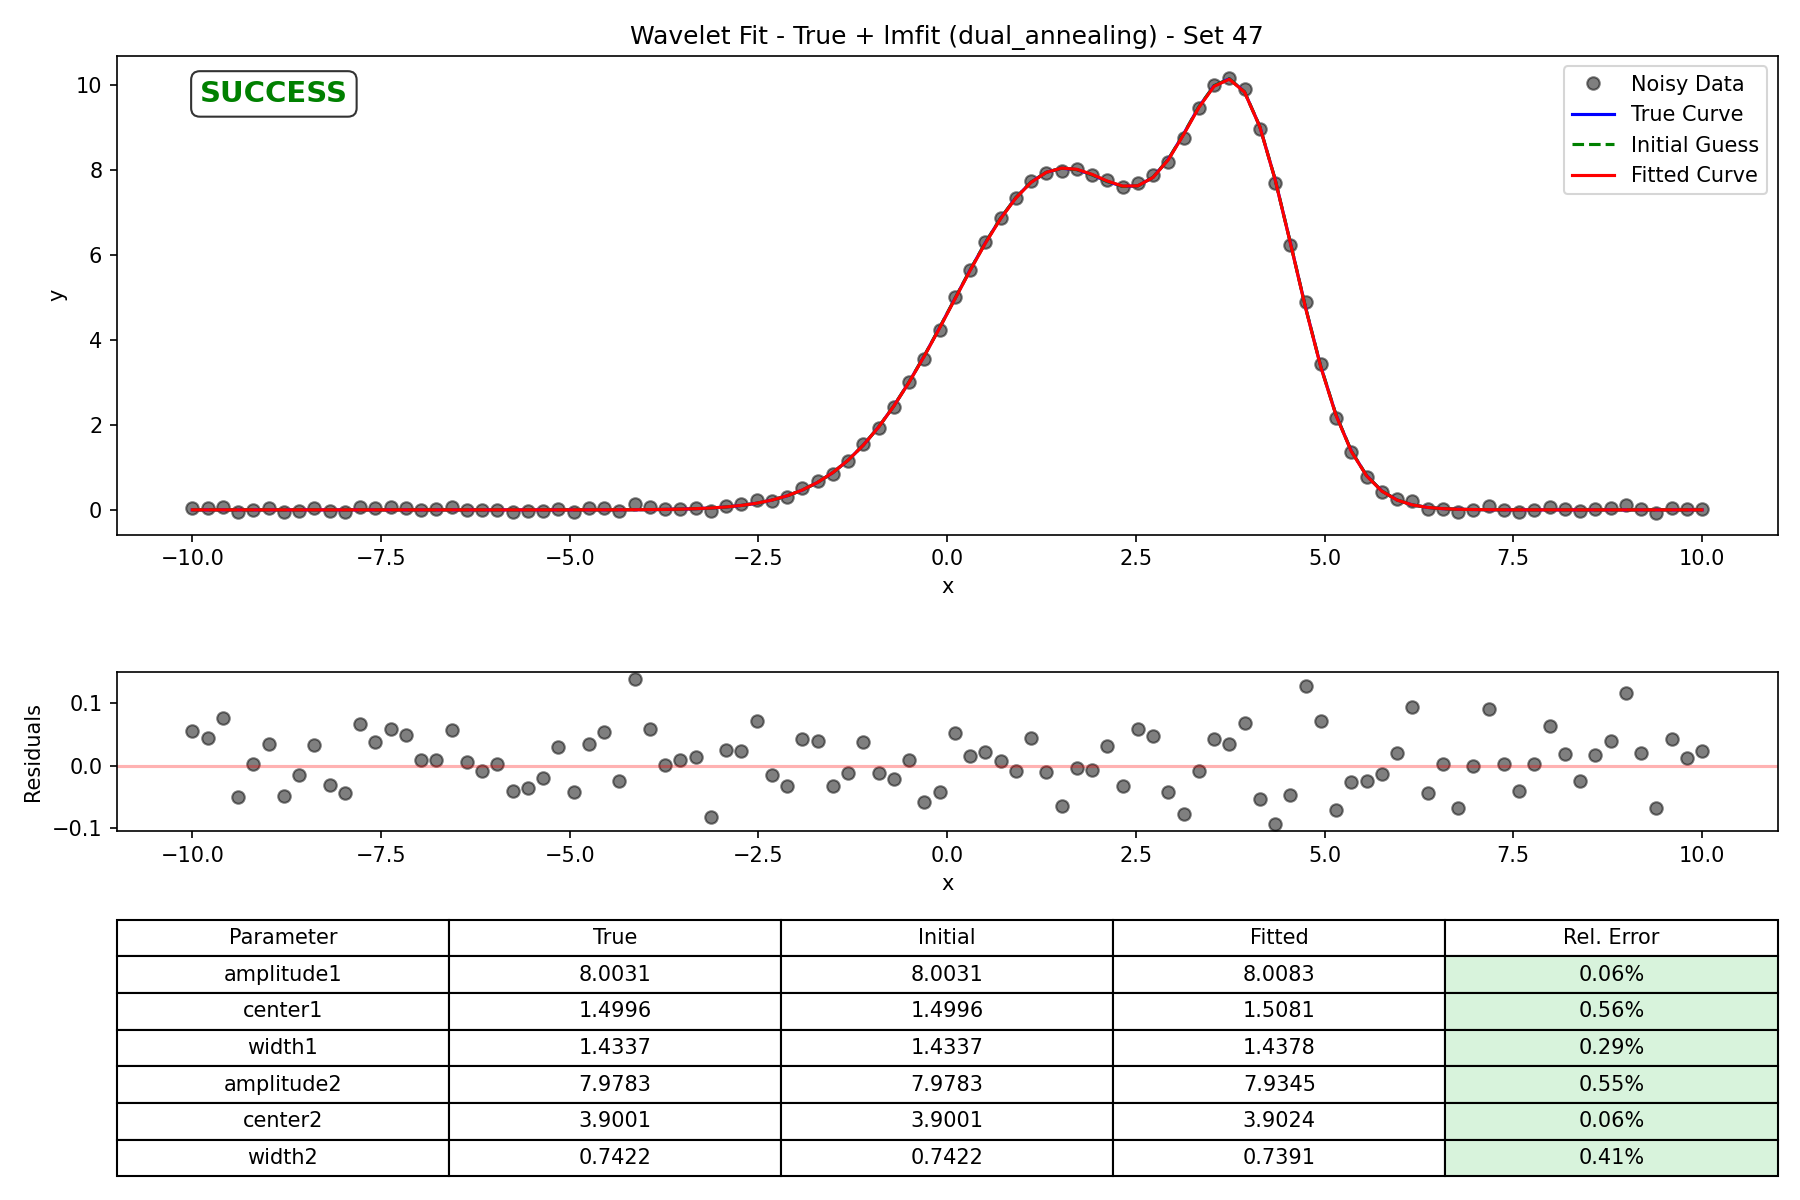 Wavelet Fit - True + lmfit (dual_annealing) - Set 47
SUCCESS
Noisy Data
True Curve
Initial Guess
Fitted Curve
10
8
6
4
2
0
y
−10.0 −7.5 −5.0 −2.5 0.0 2.5 5.0 7.5 10.0
x
0.1
0.0
−0.1
Residuals
−10.0 −7.5 −5.0 −2.5 0.0 2.5 5.0 7.5 10.0
x
Parameter True Initial Fitted Rel. Error
amplitude1 8.0031 8.0031 8.0083 0.06%
center1 1.4996 1.4996 1.5081 0.56%
width1 1.4337 1.4337 1.4378 0.29%
amplitude2 7.9783 7.9783 7.9345 0.55%
center2 3.9001 3.9001 3.9024 0.06%
width2 0.7422 0.7422 0.7391 0.41%